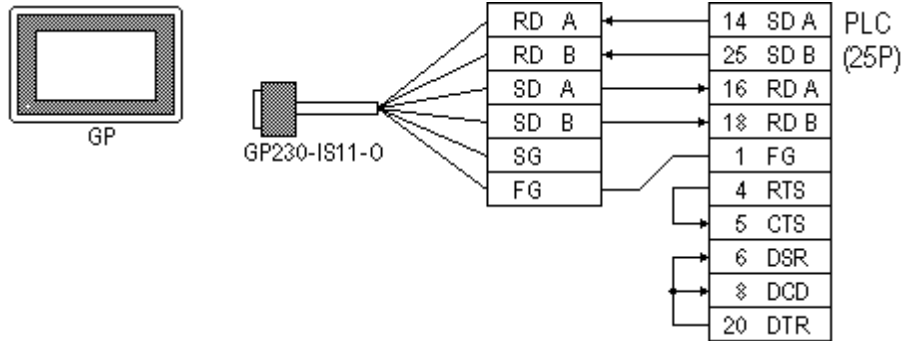 RD A
RD B
SD A
SD B
SG
FG
14 SD A
25 SD B
16 RD A
18 RD B
1 FG
4 RTS
5 CTS
6 DSR
8 DCD
20 DTR
PLC
(25P)
GP
GP230-IS11-O